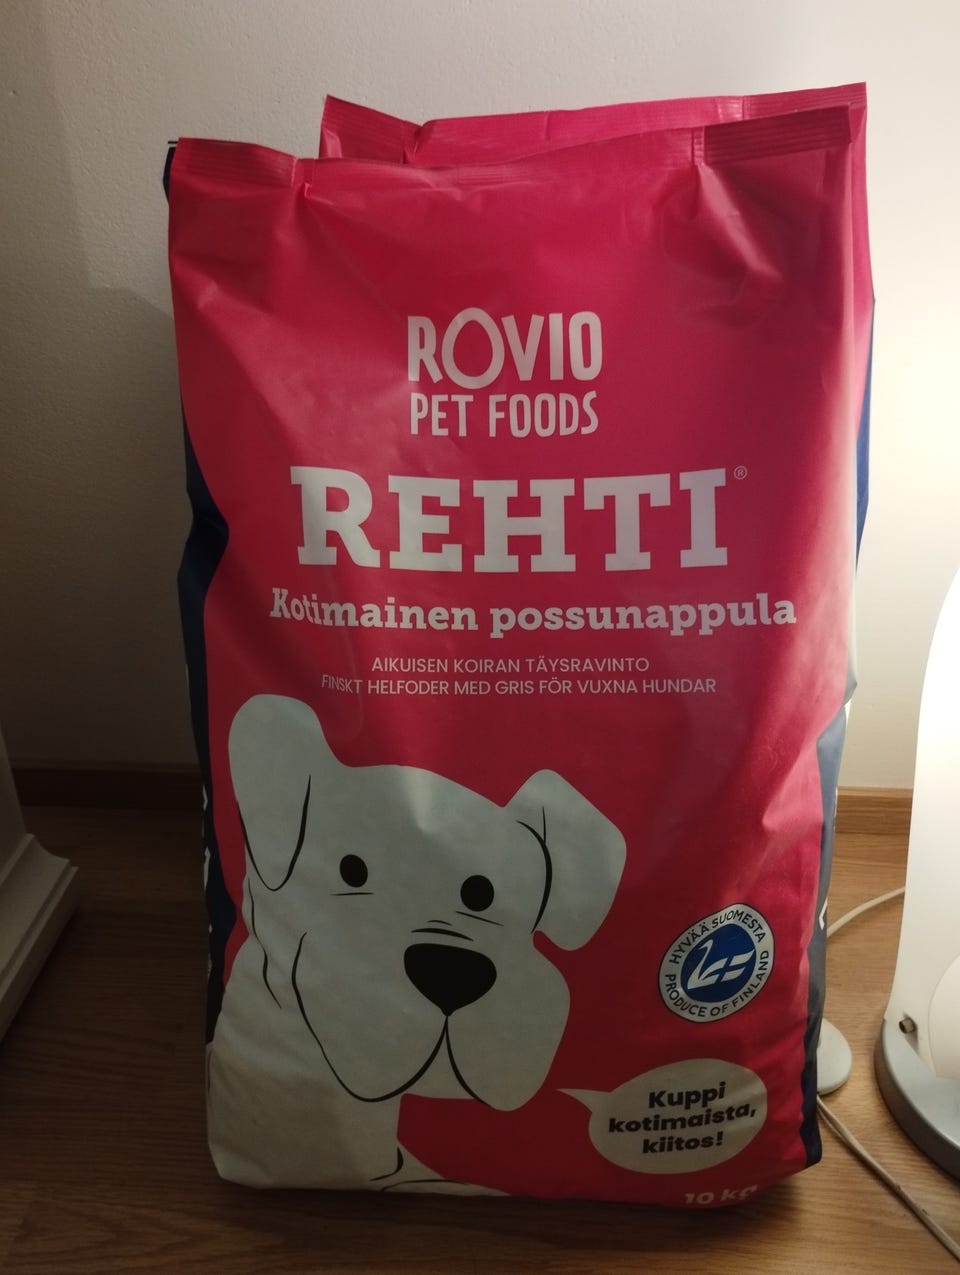 ROVIO
PET FOODS
REHTI®
Kotimainen possunappula
AIKUISEN KOIRAN TÄYSRAVINTO
FINSKT HELFODER MED GRIS FÖR VUXNA HUNDAR
HYVÄÄ SUOMESTA
PRODUCE OF FINLAND
Kuppi
kotimaista,
kiitos!
10 kg